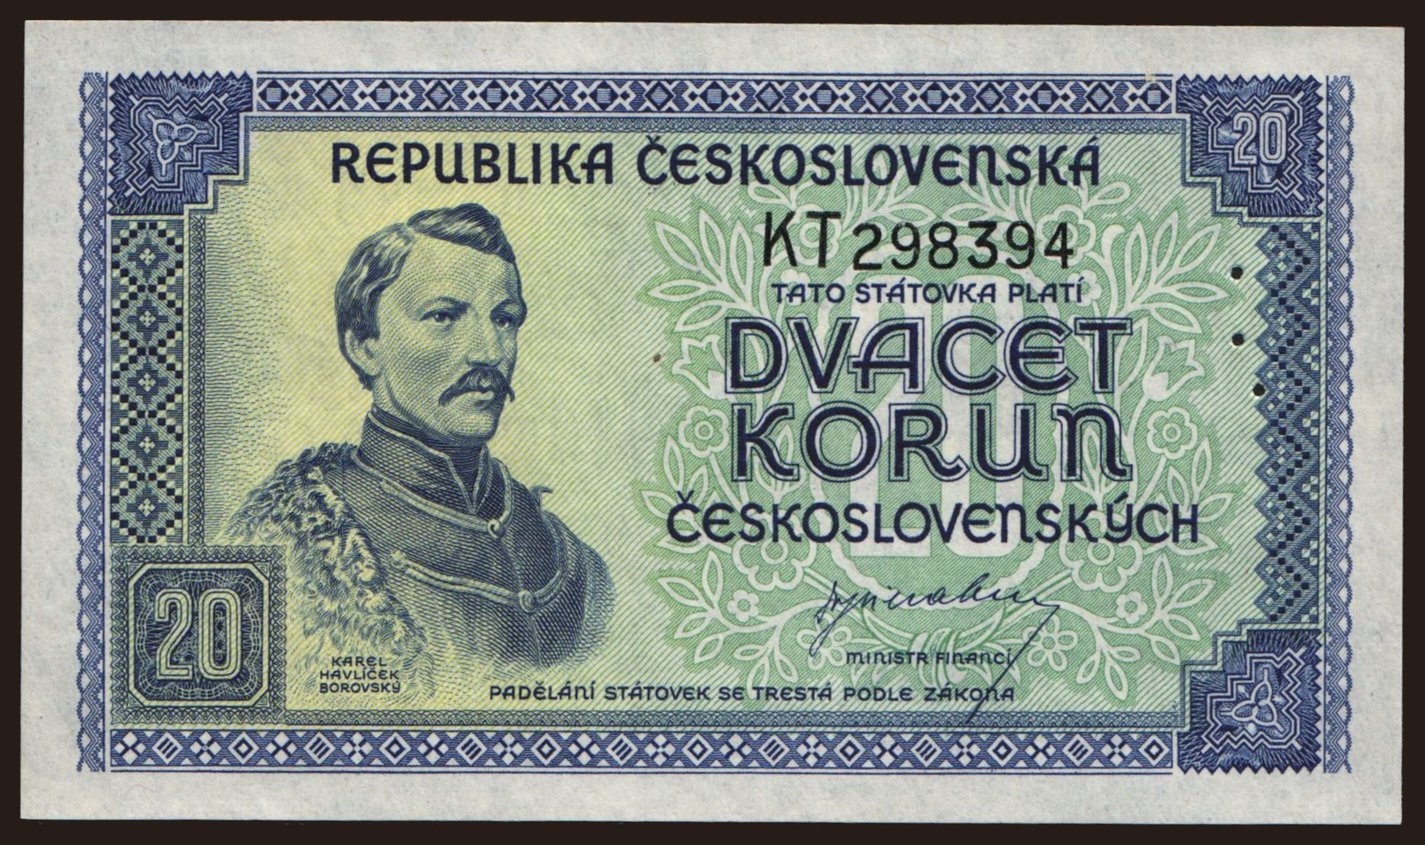 REPUBLIKA ČESKOSLOVENSKÁ
20
KT 298394
TATO STÁTOVKA PLATÍ
DVACET
KORUN
ČESKOSLOVENSKÝCH
20
MINISTR FINANCÍ
20
KAREL
HAVLÍČEK
BOROVSKÝ
PADĚLÁNÍ STÁTOVEK SE TRESTÁ PODLE ZÁKONA